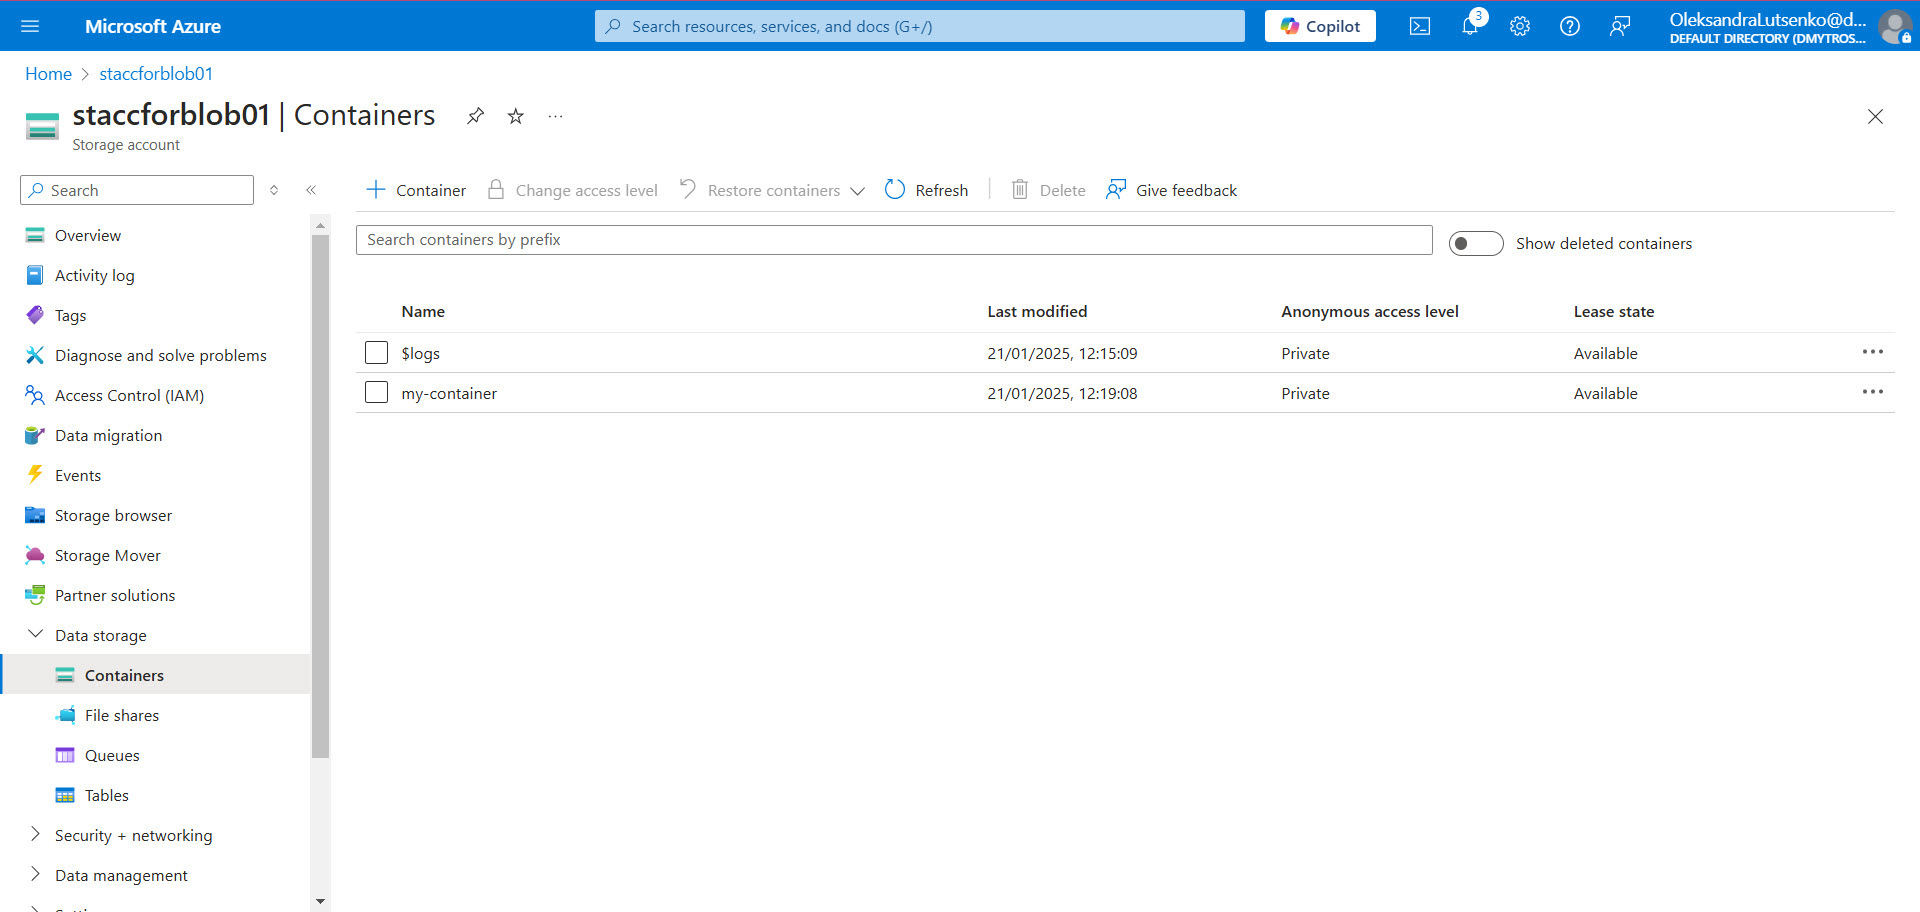 Microsoft Azure
Search resources, services, and docs (G+/)
Copilot
3
OleksandraLutsenko@d...
DEFAULT DIRECTORY (DMYTROS...
Home > staccforblob01
staccforblob01 | Containers
Storage account
Search
Container
Change access level
Restore containers
Refresh
Delete
Give feedback
Search containers by prefix
Show deleted containers
Overview
Activity log
Tags
Diagnose and solve problems
Access Control (IAM)
Data migration
Events
Storage browser
Storage Mover
Partner solutions
Data storage
Containers
File shares
Queues
Tables
Security + networking
Data management
Name Last modified Anonymous access level Lease state
$logs 21/01/2025, 12:15:09 Private Available
my-container 21/01/2025, 12:19:08 Private Available